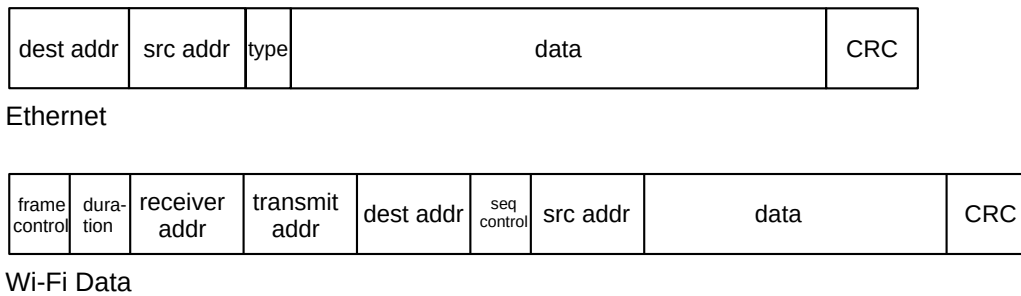 dest addr src addr type data CRC
Ethernet
frame control dura-tion receiver addr transmit addr dest addr seq control src addr data CRC
Wi-Fi Data